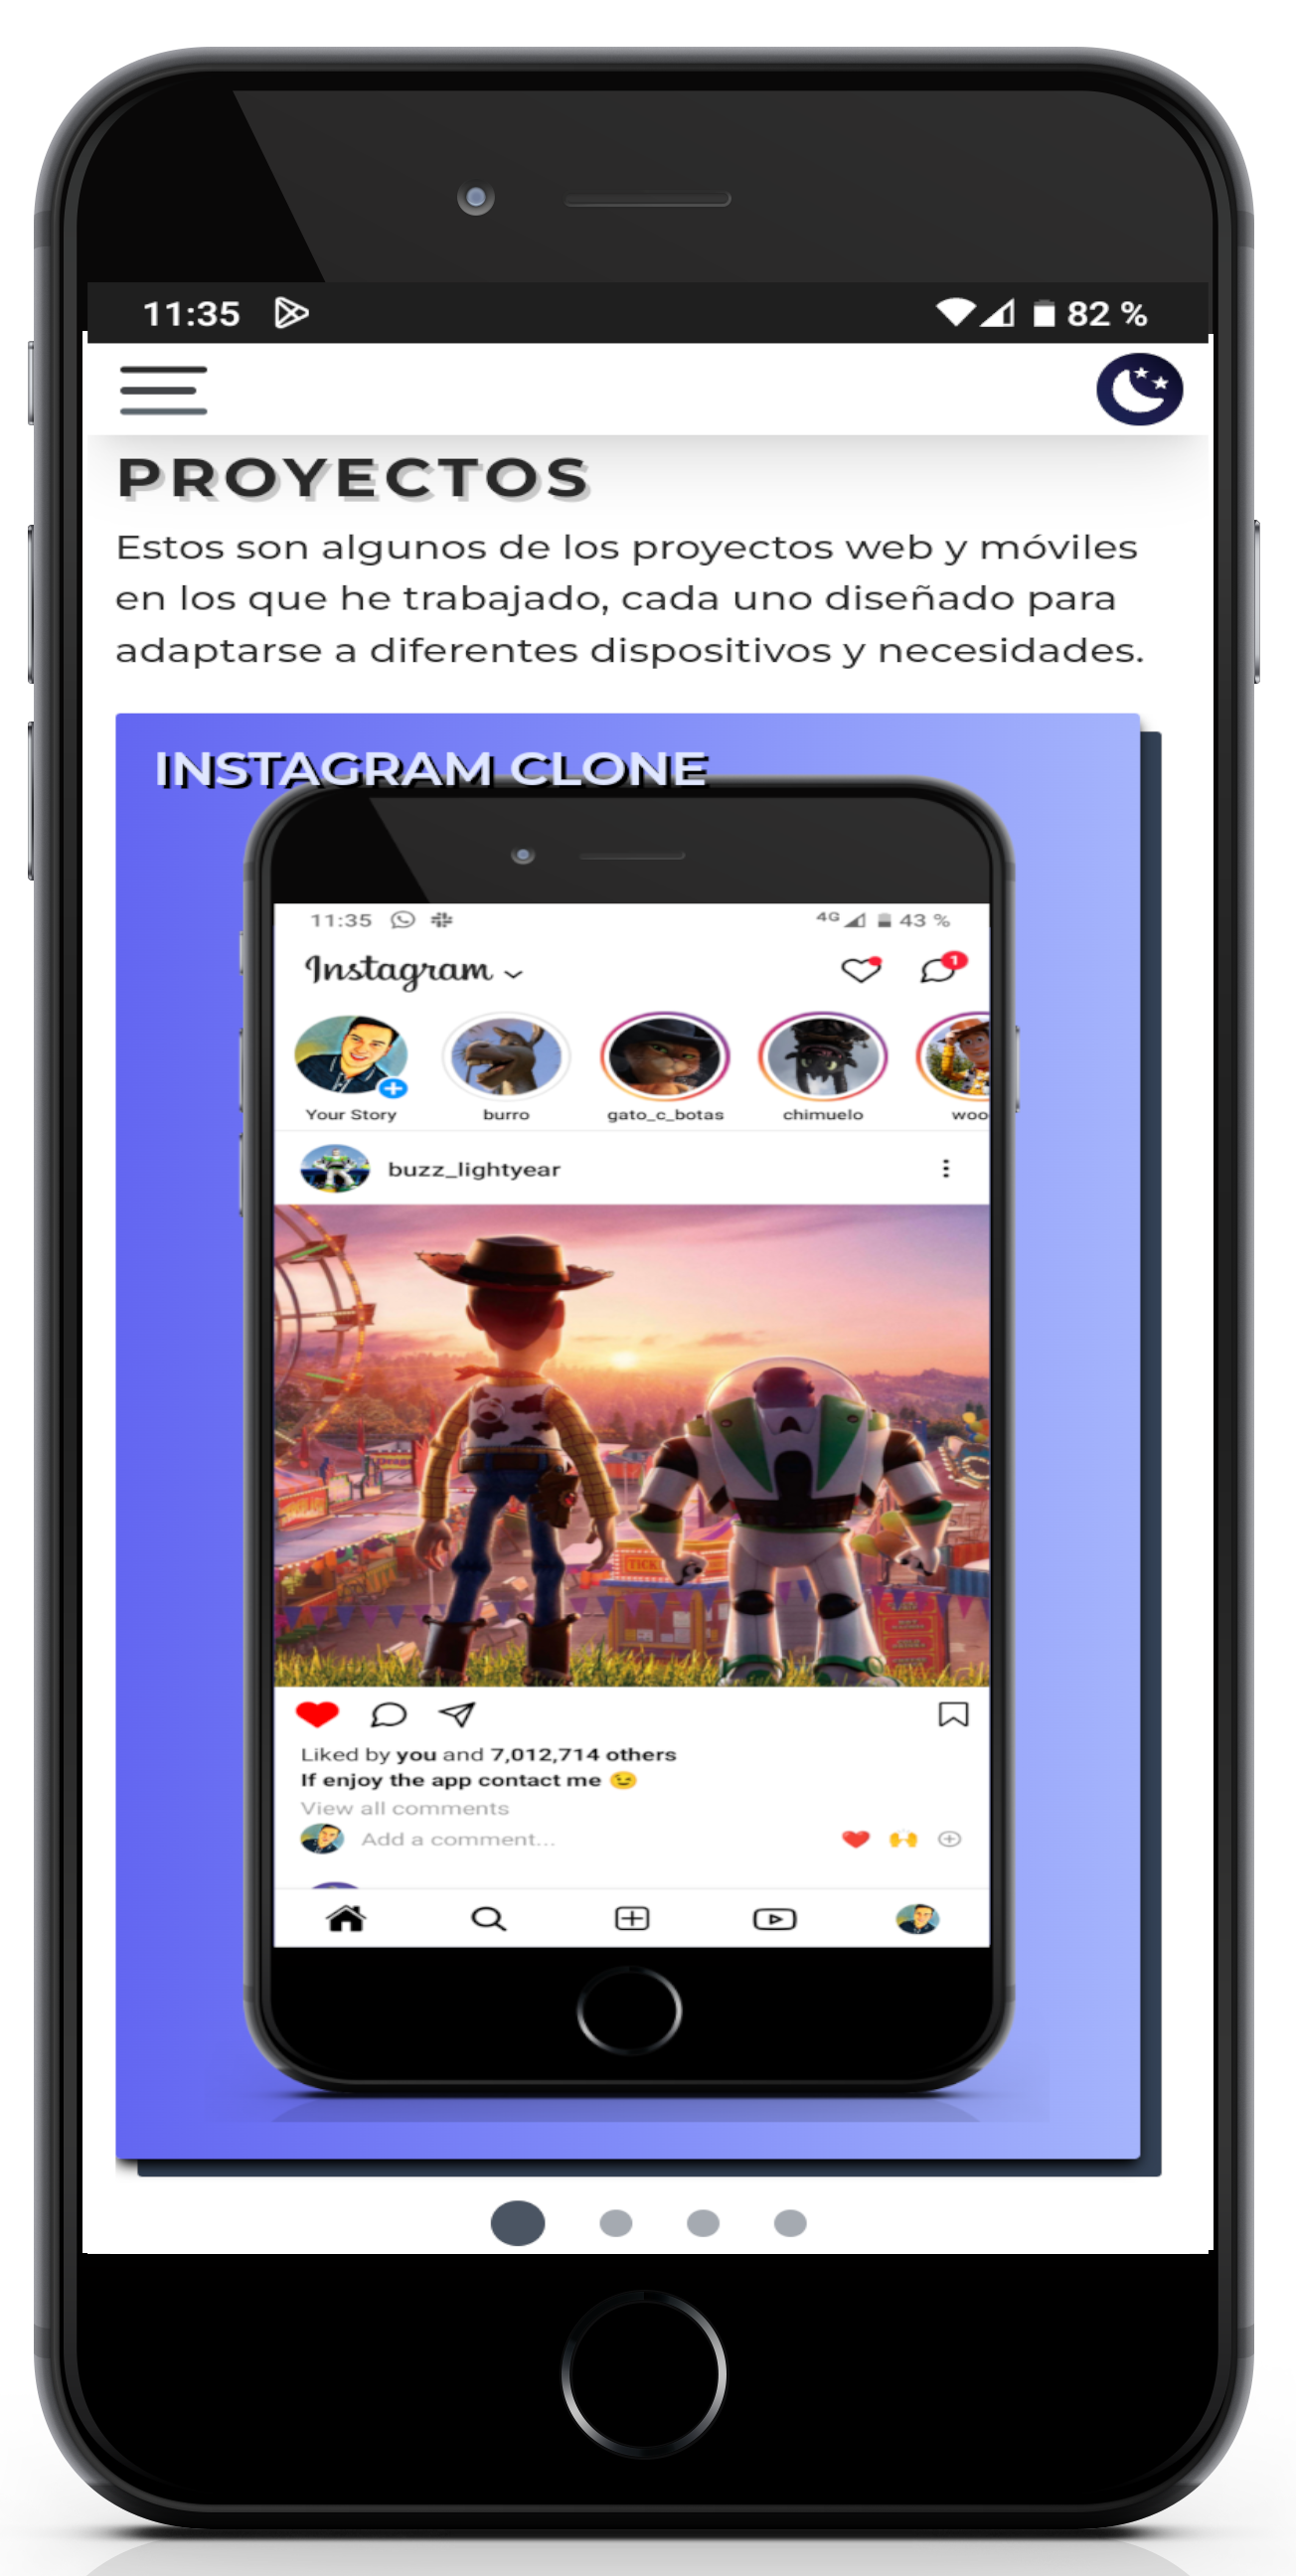 11:35 82 %
PROYECTOS
Estos son algunos de los proyectos web y móviles
en los que he trabajado, cada uno diseñado para
adaptarse a diferentes dispositivos y necesidades.
INSTAGRAM CLONE
11:35 4G 43 %
Instagram 1
Your Story burro gato_c_botas chimuelo woo
buzz_lightyear
TICK
Liked by you and 7,012,714 others
If enjoy the app contact me 😉
View all comments
Add a comment...